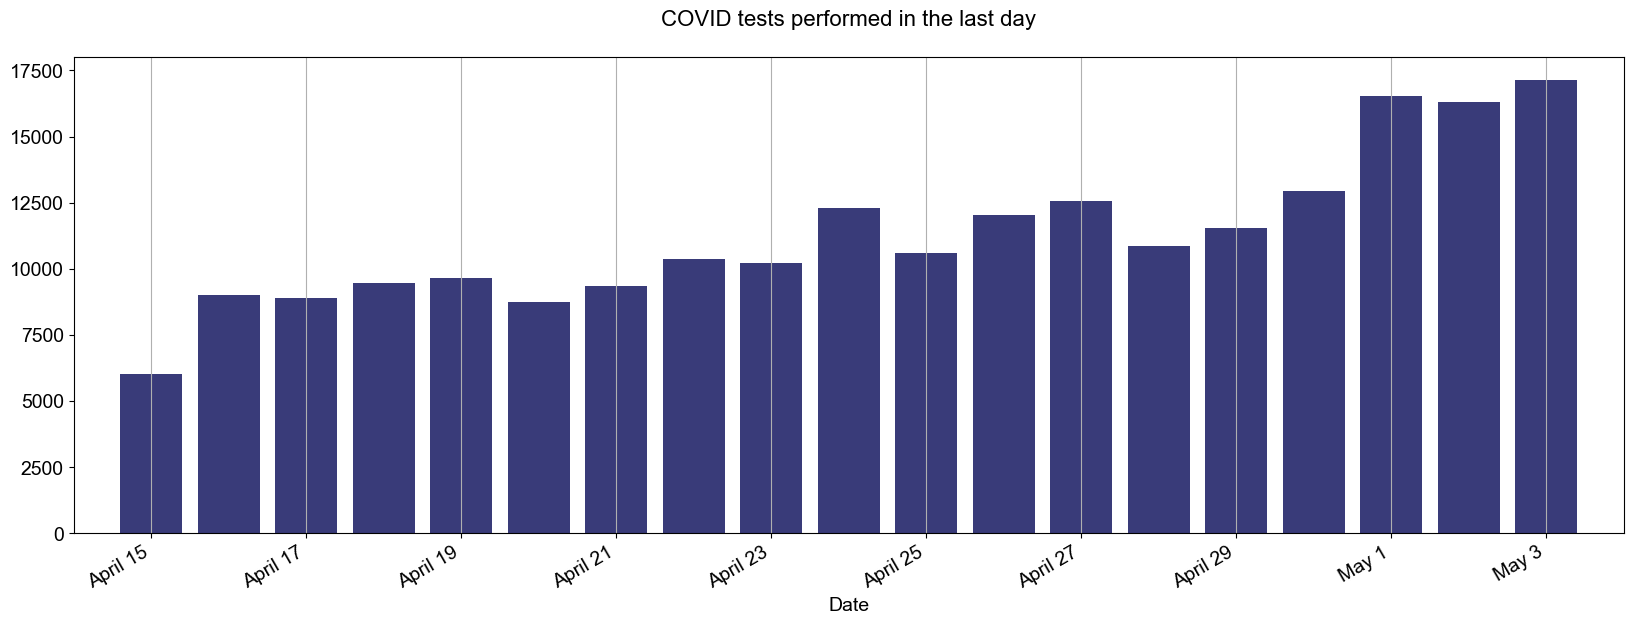 COVID tests performed in the last day
17500
15000
12500
10000
7500
5000
2500
0
April 15
April 17
April 19
April 21
April 23
April 25
April 27
April 29
May 1
May 3
Date